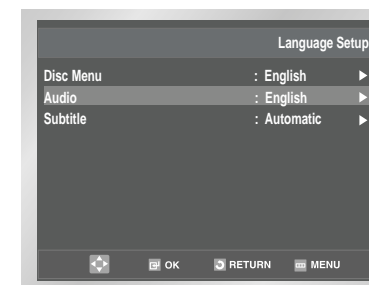 Language Setup
Disc Menu : English ►
Audio : English ►
Subtitle : Automatic ►
OK RETURN MENU